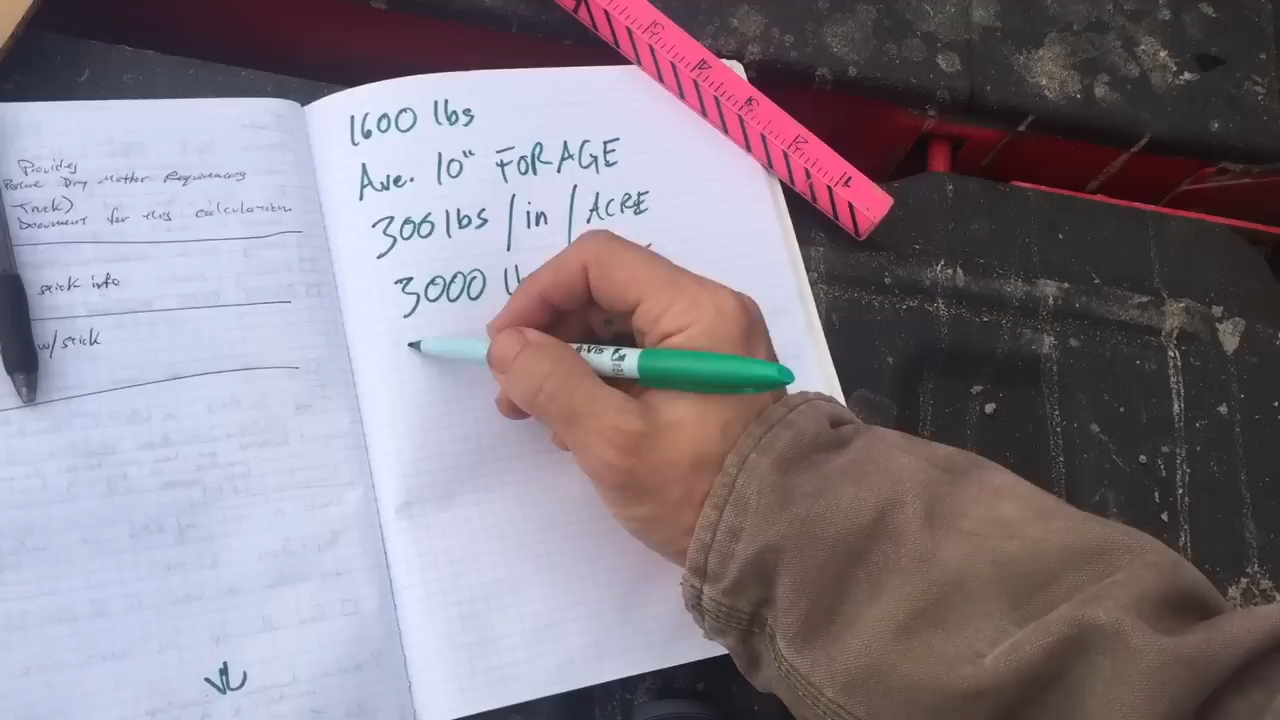 Provides
Dry Matter Requirements
Truck)
Document for this calculation
stick info
w/stick
1600 lbs
Ave. 10" FORAGE
300 lbs / in / ACRE
3000 lb